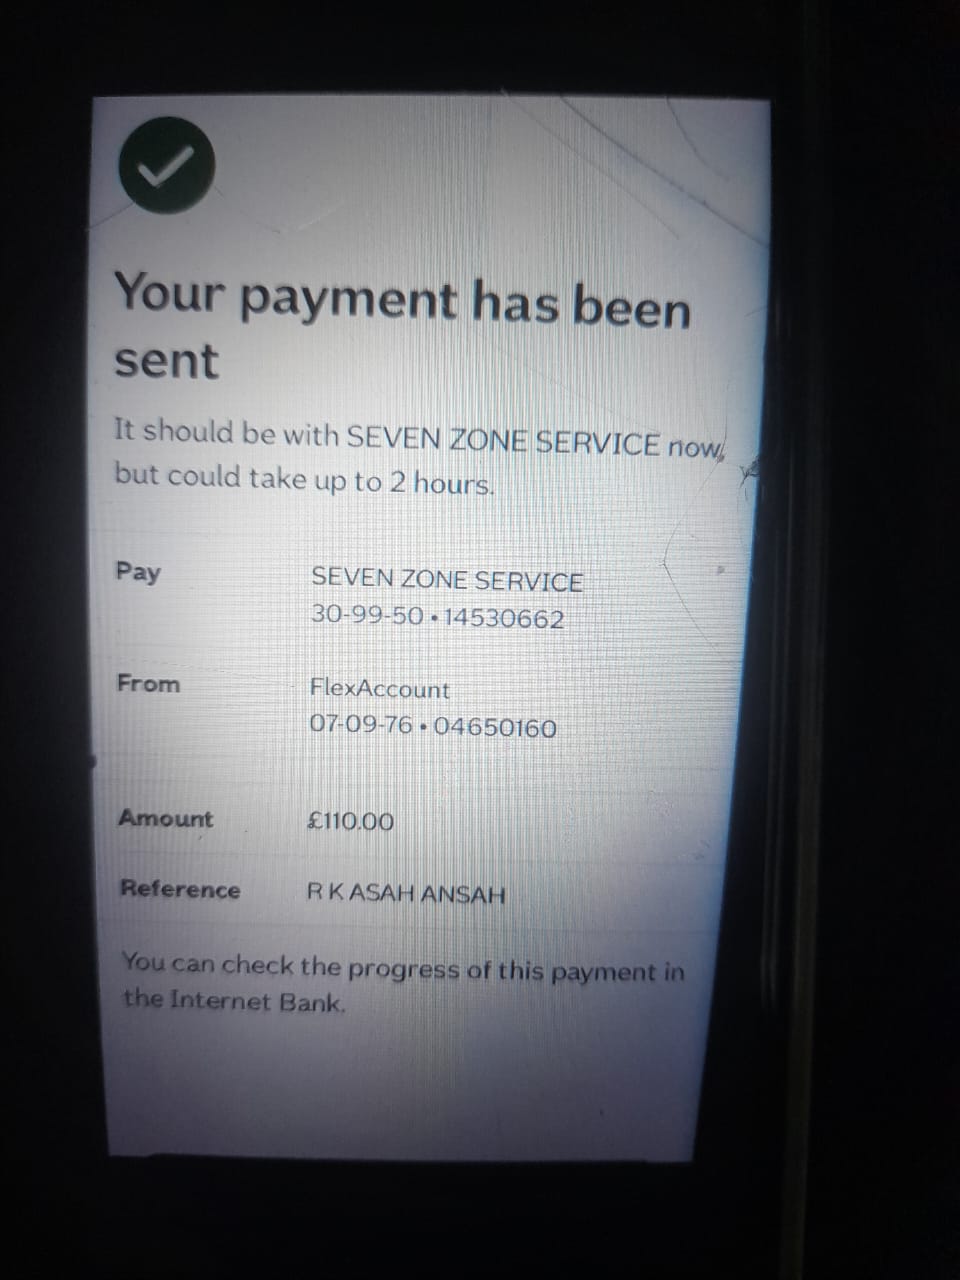 Your payment has been
sent
It should be with SEVEN ZONE SERVICE now,
but could take up to 2 hours.
Pay
SEVEN ZONE SERVICE
30-99-50 • 14530662
From
FlexAccount
07-09-76 • 04650160
Amount
£110.00
Reference
R K ASAH ANSAH
You can check the progress of this payment in
the Internet Bank.